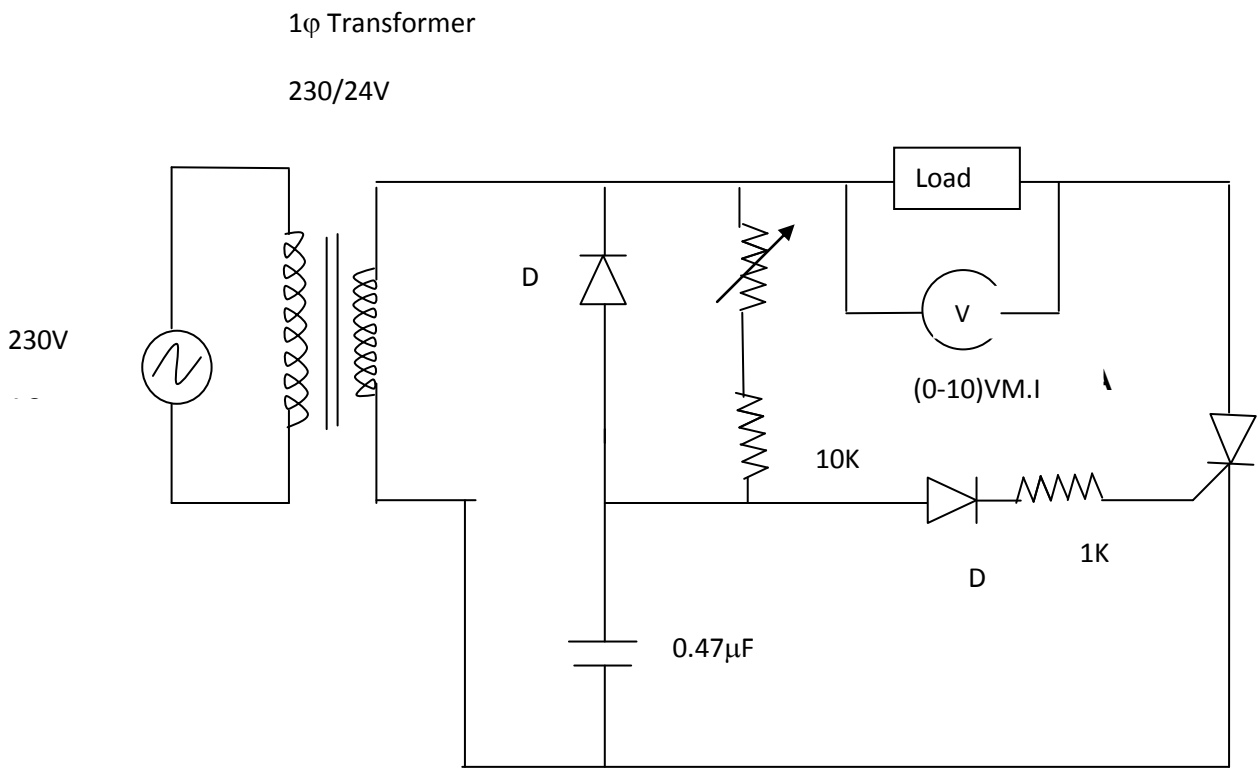 1φ Transformer
230/24V
Load
D
V
230V
(0-10)VM.I
10K
1K
D
0.47μF